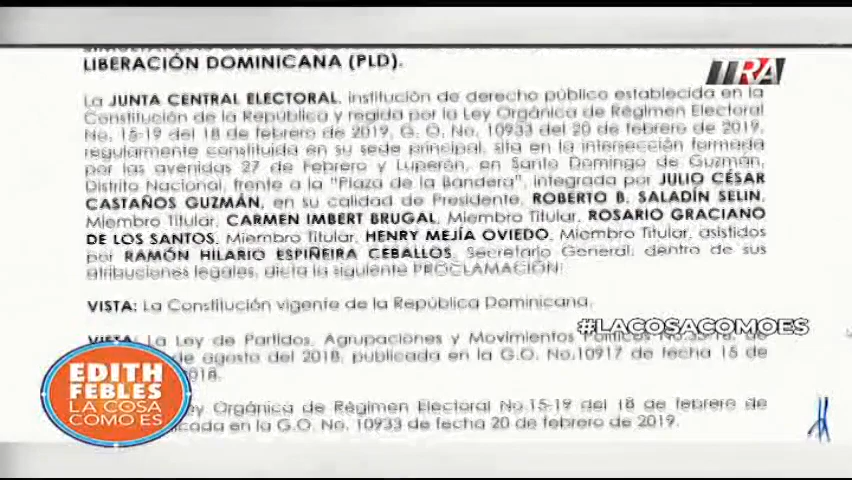 LIBERACIÓN DOMINICANA (PLD).
TRA
La JUNTA CENTRAL ELECTORAL, institución de derecho público establecida en la
Constitución de la República y regida por la Ley Orgánica de Régimen Electoral
No. 15-19 del 18 de febrero de 2019, G. O. No. 10933 del 20 de febrero de 2019,
regularmente constituida en su sede principal, sita en la intersección formada
por las avenidas 27 de Febrero y Luperón, en Santo Domingo de Guzmán,
Distrito Nacional, frente a la "Plaza de la Bandera", integrada por JULIO CÉSAR
CASTAÑOS GUZMÁN, en su calidad de Presidente, ROBERTO B. SALADÍN SELIN,
Miembro Titular, CARMEN IMBERT BRUGAL, Miembro Titular, ROSARIO GRACIANO
DE LOS SANTOS, Miembro Titular, HENRY MEJÍA OVIEDO, Miembro Titular, asistidos
por RAMÓN HILARIO ESPIÑEIRA CEBALLOS, Secretario General, dentro de sus
atribuciones legales, dicta la siguiente PROCLAMACIÓN:
VISTA: La Constitución vigente de la República Dominicana.
#LACOSACOMOES
VISTA: La Ley de Partidos, Agrupaciones y Movimientos Políticos No.33-18, de
de agosto del 2018, publicada en la G.O. No.10917 de fecha 15 de
2018.
Ley Orgánica de Régimen Electoral No.15-19 del 18 de febrero de
icada en la G. O. No. 10933 de fecha 20 de febrero de 2019.
EDITH
FEBLES
LA COSA
COMO ES